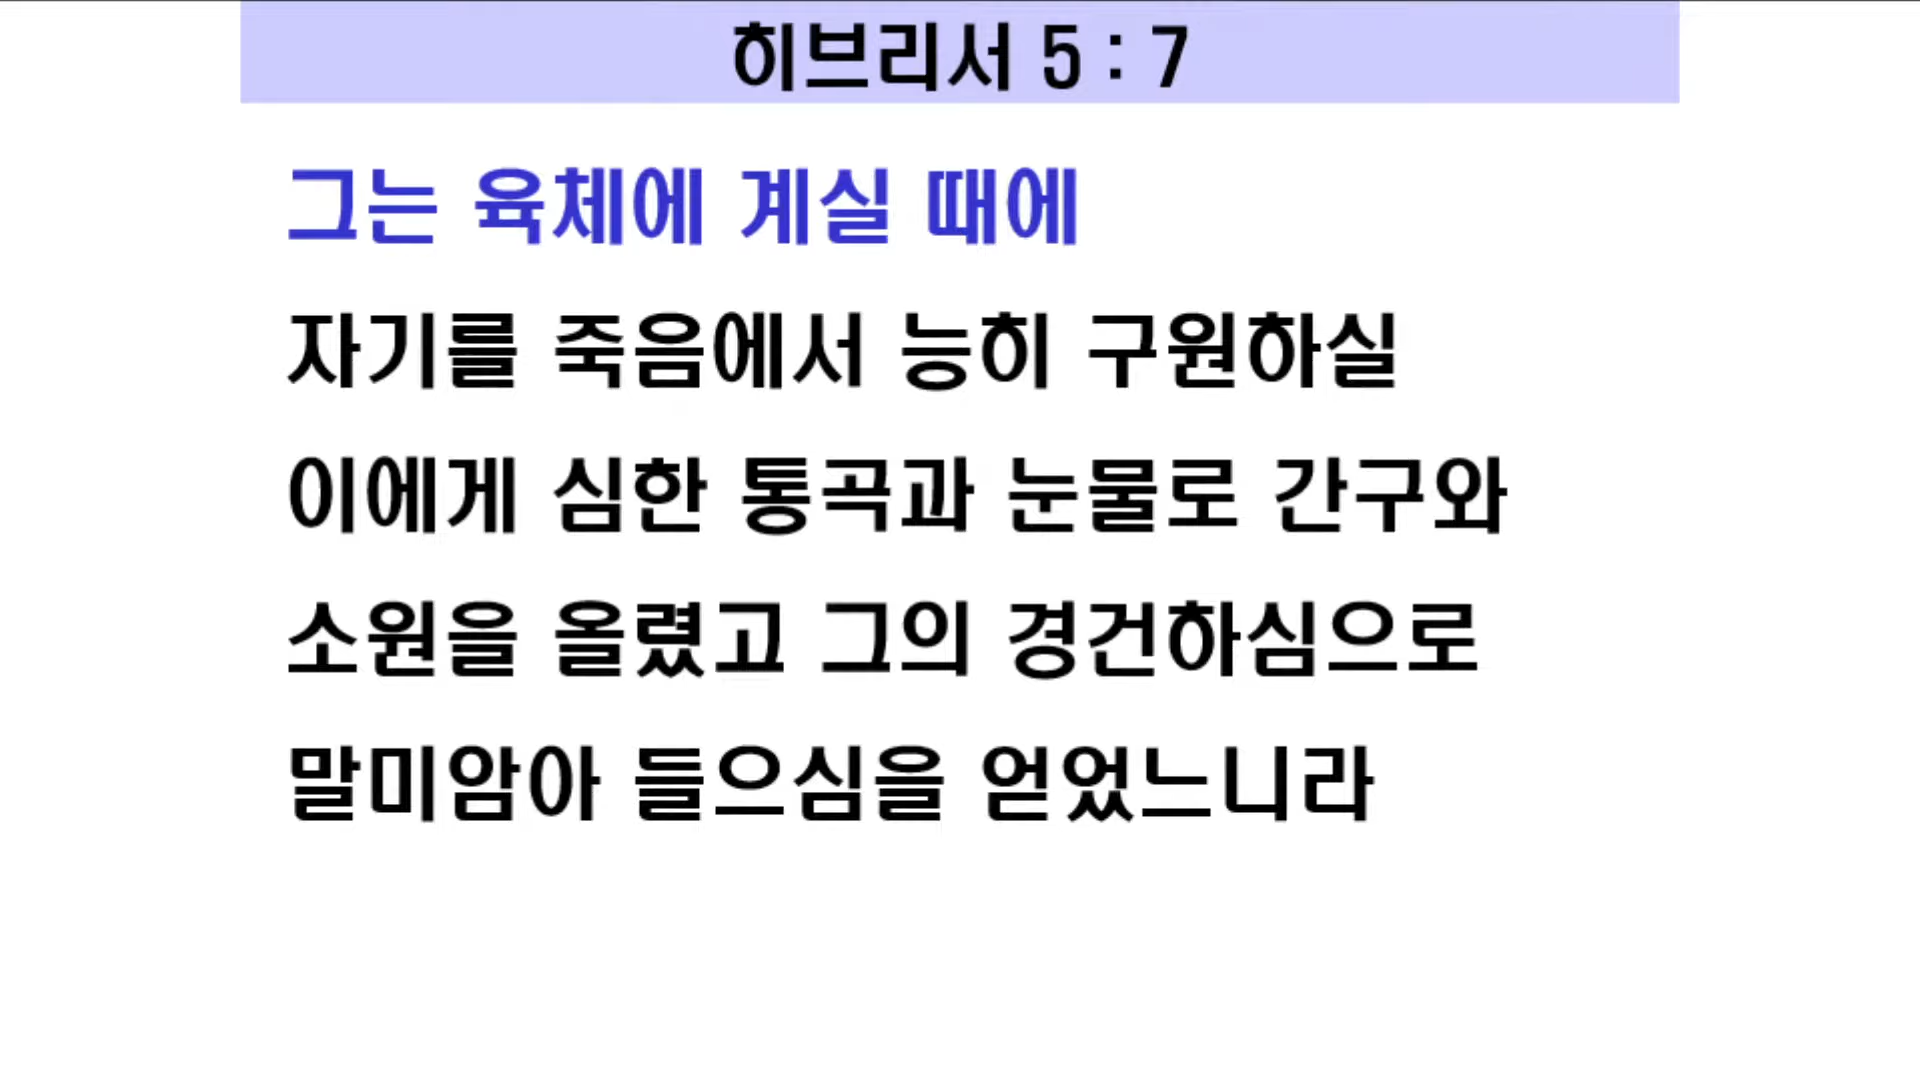 히브리서 5 : 7
그는 육체에 계실 때에
자기를 죽음에서 능히 구원하실
이에게 심한 통곡과 눈물로 간구와
소원을 올렸고 그의 경건하심으로
말미암아 들으심을 얻었느니라